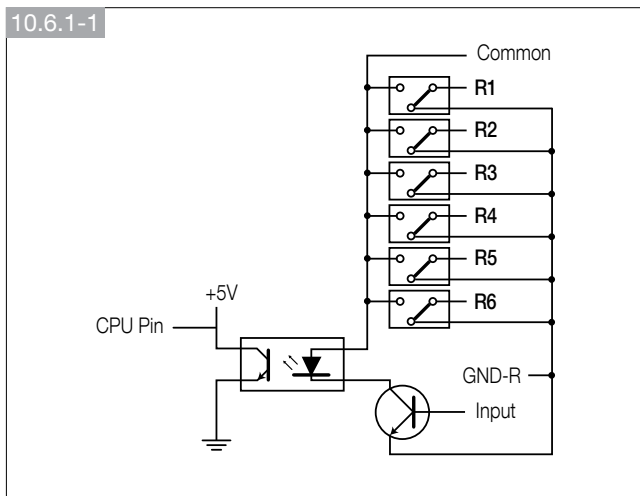 10.6.1-1
Common
R1
R2
R3
R4
R5
R6
+5V
CPU Pin
GND-R
Input